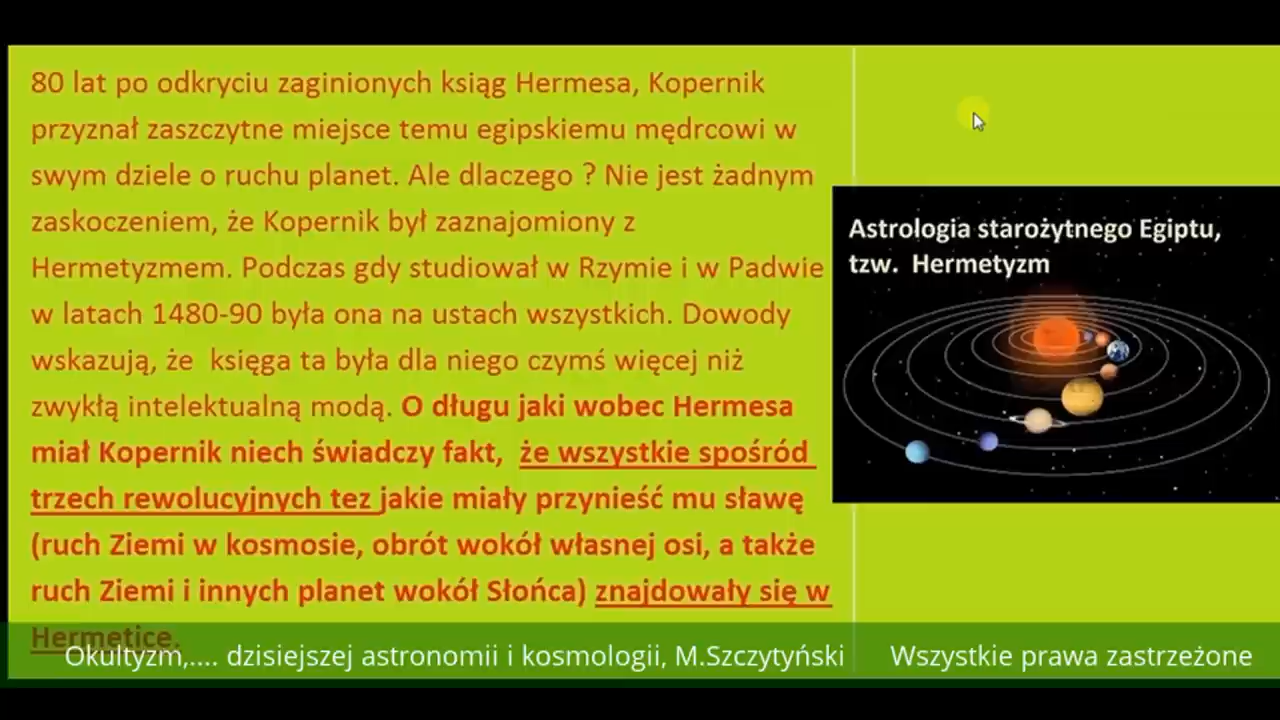 80 lat po odkryciu zaginionych ksiąg Hermesa, Kopernik
przyznał zaszczytne miejsce temu egipskiemu mędrcowi w
swym dziele o ruchu planet. Ale dlaczego ? Nie jest żadnym
zaskoczeniem, że Kopernik był zaznajomiony z
Hermetyzmem. Podczas gdy studiował w Rzymie i w Padwie
w latach 1480-90 była ona na ustach wszystkich. Dowody
wskazują, że księga ta była dla niego czymś więcej niż
zwykłą intelektualną modą. O długu jaki wobec Hermesa
miał Kopernik niech świadczy fakt, że wszystkie spośród
trzech rewolucyjnych tez jakie miały przynieść mu sławę
(ruch Ziemi w kosmosie, obrót wokół własnej osi, a także
ruch Ziemi i innych planet wokół Słońca) znajdowały się w
Hermetice.
Astrologia starożytnego Egiptu,
tzw. Hermetyzm
Okultyzm,.... dzisiejszej astronomii i kosmologii, M.Szczytyński Wszystkie prawa zastrzeżone